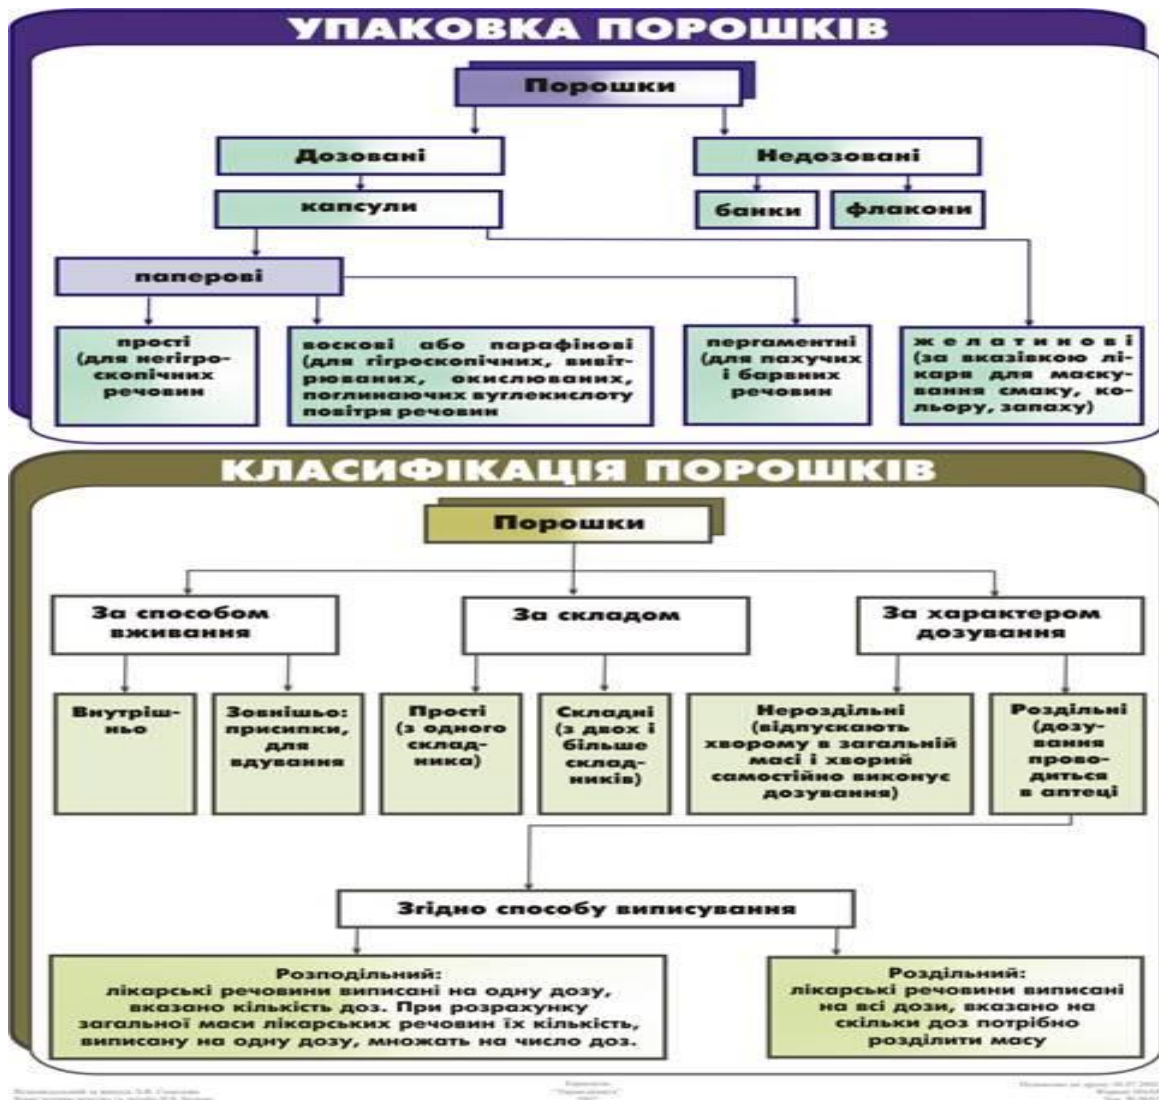 УПАКОВКА ПОРОШКІВ
Порошки
Дозовані
Недозовані
капсули
банки
флакони
паперові
прості
(для негігро-
скопічних
речовин
воскові або парафінові
(для гігроскопічних, вивіт-
рюваних, окислюваних,
поглинаючих вуглекислоту
повітря речовин
пергаментні
(для пахучих
і барвних
речовин
желатинові
(за вказівкою лі-
каря для маску-
вання смаку, ко-
льору, запаху)
КЛАСИФІКАЦІЯ ПОРОШКІВ
Порошки
За способом
вживання
За складом
За характером
дозування
Внутріш-
ньо
Зовнішьо:
присипки,
для
вдування
Прості
(з одного
склад-
ника)
Складні
(з двох і
більше
склад-
ників)
Нероздільні
(відпускають
хворому в загальній
масі і хворий
самостійно виконує
дозування)
Роздільні
(дозу-
вання
прово-
диться
в аптеці
Згідно способу виписування
Розподільний:
лікарські речовини виписані на одну дозу,
вказано кількість доз. При розрахунку
загальної маси лікарських речовин їх кількість,
виписану на одну дозу, множать на число доз.
Роздільний:
лікарські речовини виписані
на всі дози, вказано на
скільки доз потрібно
розділити масу